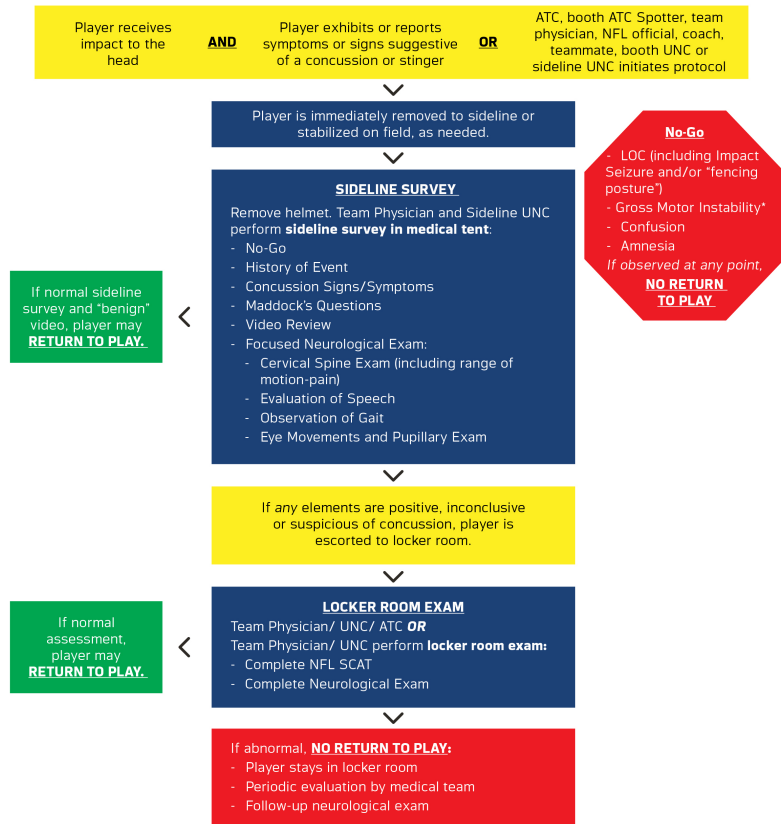 Player receives
impact to the
head
AND
Player exhibits or reports
symptoms or signs suggestive
of a concussion or stinger
OR
ATC, booth ATC Spotter, team
physician, NFL official, coach,
teammate, booth UNC or
sideline UNC initiates protocol
Player is immediately removed to sideline or
stabilized on field, as needed.
No-Go
- LOC (including Impact
Seizure and/or “fencing
posture”)
- Gross Motor Instability*
- Confusion
- Amnesia
If observed at any point,
NO RETURN
TO PLAY
SIDELINE SURVEY
Remove helmet. Team Physician and Sideline UNC
perform sideline survey in medical tent:
- No-Go
- History of Event
- Concussion Signs/Symptoms
- Maddock’s Questions
- Video Review
- Focused Neurological Exam:
- Cervical Spine Exam (including range of
motion-pain)
- Evaluation of Speech
- Observation of Gait
- Eye Movements and Pupillary Exam
If normal sideline
survey and “benign”
video, player may
RETURN TO PLAY.
If any elements are positive, inconclusive
or suspicious of concussion, player is
escorted to locker room.
LOCKER ROOM EXAM
Team Physician/ UNC/ ATC OR
Team Physician/ UNC perform locker room exam:
- Complete NFL SCAT
- Complete Neurological Exam
If normal
assessment,
player may
RETURN TO PLAY.
If abnormal, NO RETURN TO PLAY:
- Player stays in locker room
- Periodic evaluation by medical team
- Follow-up neurological exam